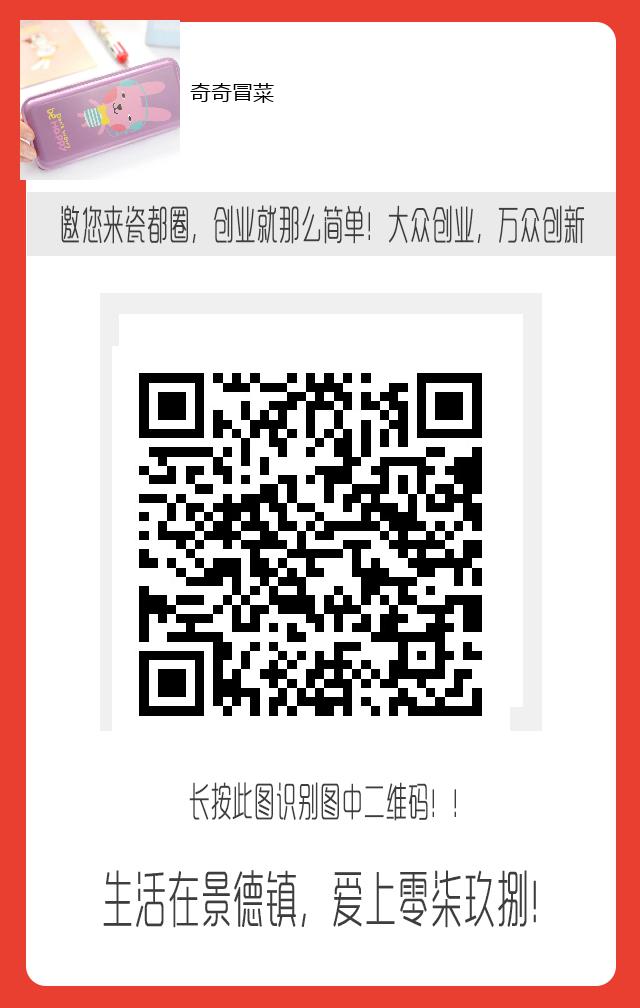 奇奇冒菜
邀您来瓷都圈，创业就那么简单！大众创业，万众创新
长按此图识别图中二维码！！
生活在景德镇，爱上零柒玖捌！